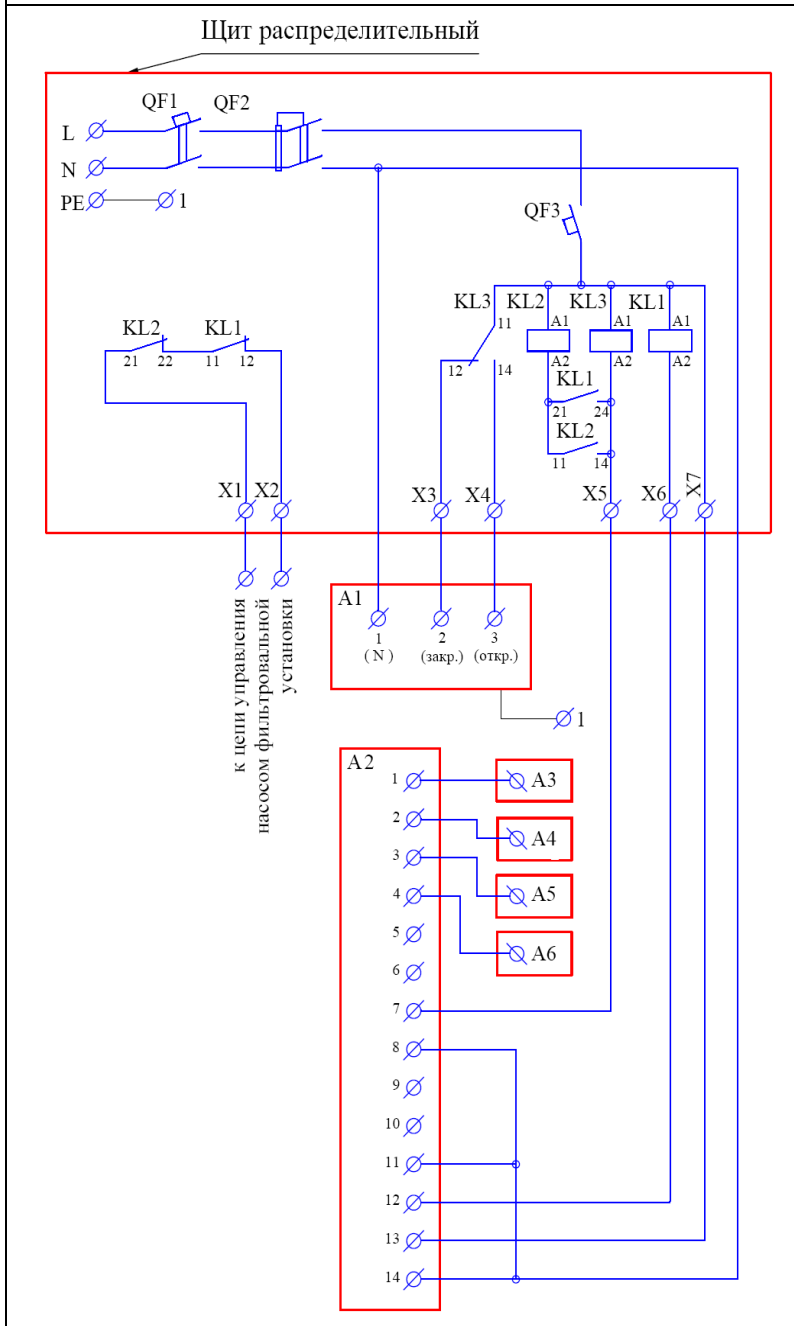 Щит распределительный
QF1 QF2
L
N
PE 1
QF3
KL3 KL2 KL3 KL1
11 A1 A1 A1
12 14 A2 A2 A2
KL2 KL1
21 22 11 12
KL1
21 24
KL2
11 14
X1 X2 X3 X4 X5 X6 X7
к цепи управления
насосом фильтровальной
установки
A1
1 2 3
( N ) (закр.) (откр.)
1
A2
1 A3
2 A4
3 A5
4 A6
5
6
7
8
9
10
11
12
13
14